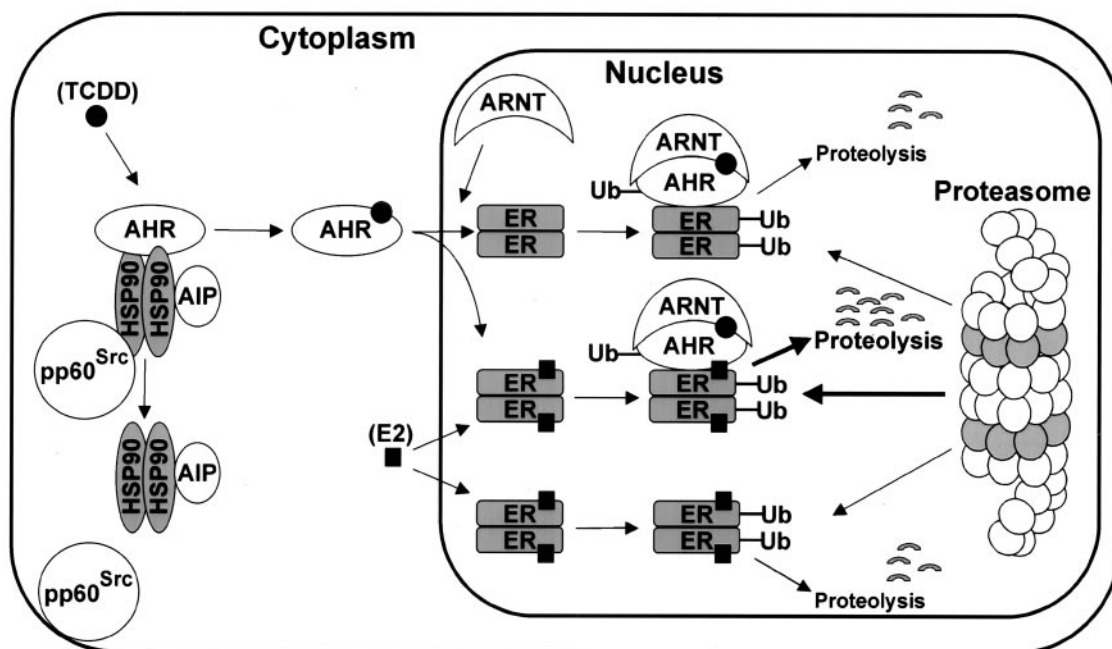 Cytoplasm
Nucleus
(TCDD)
ARNT
ARNT
AHR
Ub
Proteolysis
Proteasome
AHR
AHR
ER
ER
ER
ER
Ub
Ub
HSP90
HSP90
AIP
pp60Src
ARNT
AHR
Ub
Proteolysis
ER
ER
ER
ER
Ub
Ub
(E2)
HSP90
HSP90
AIP
ER
ER
ER
ER
Ub
Ub
pp60Src
Proteolysis